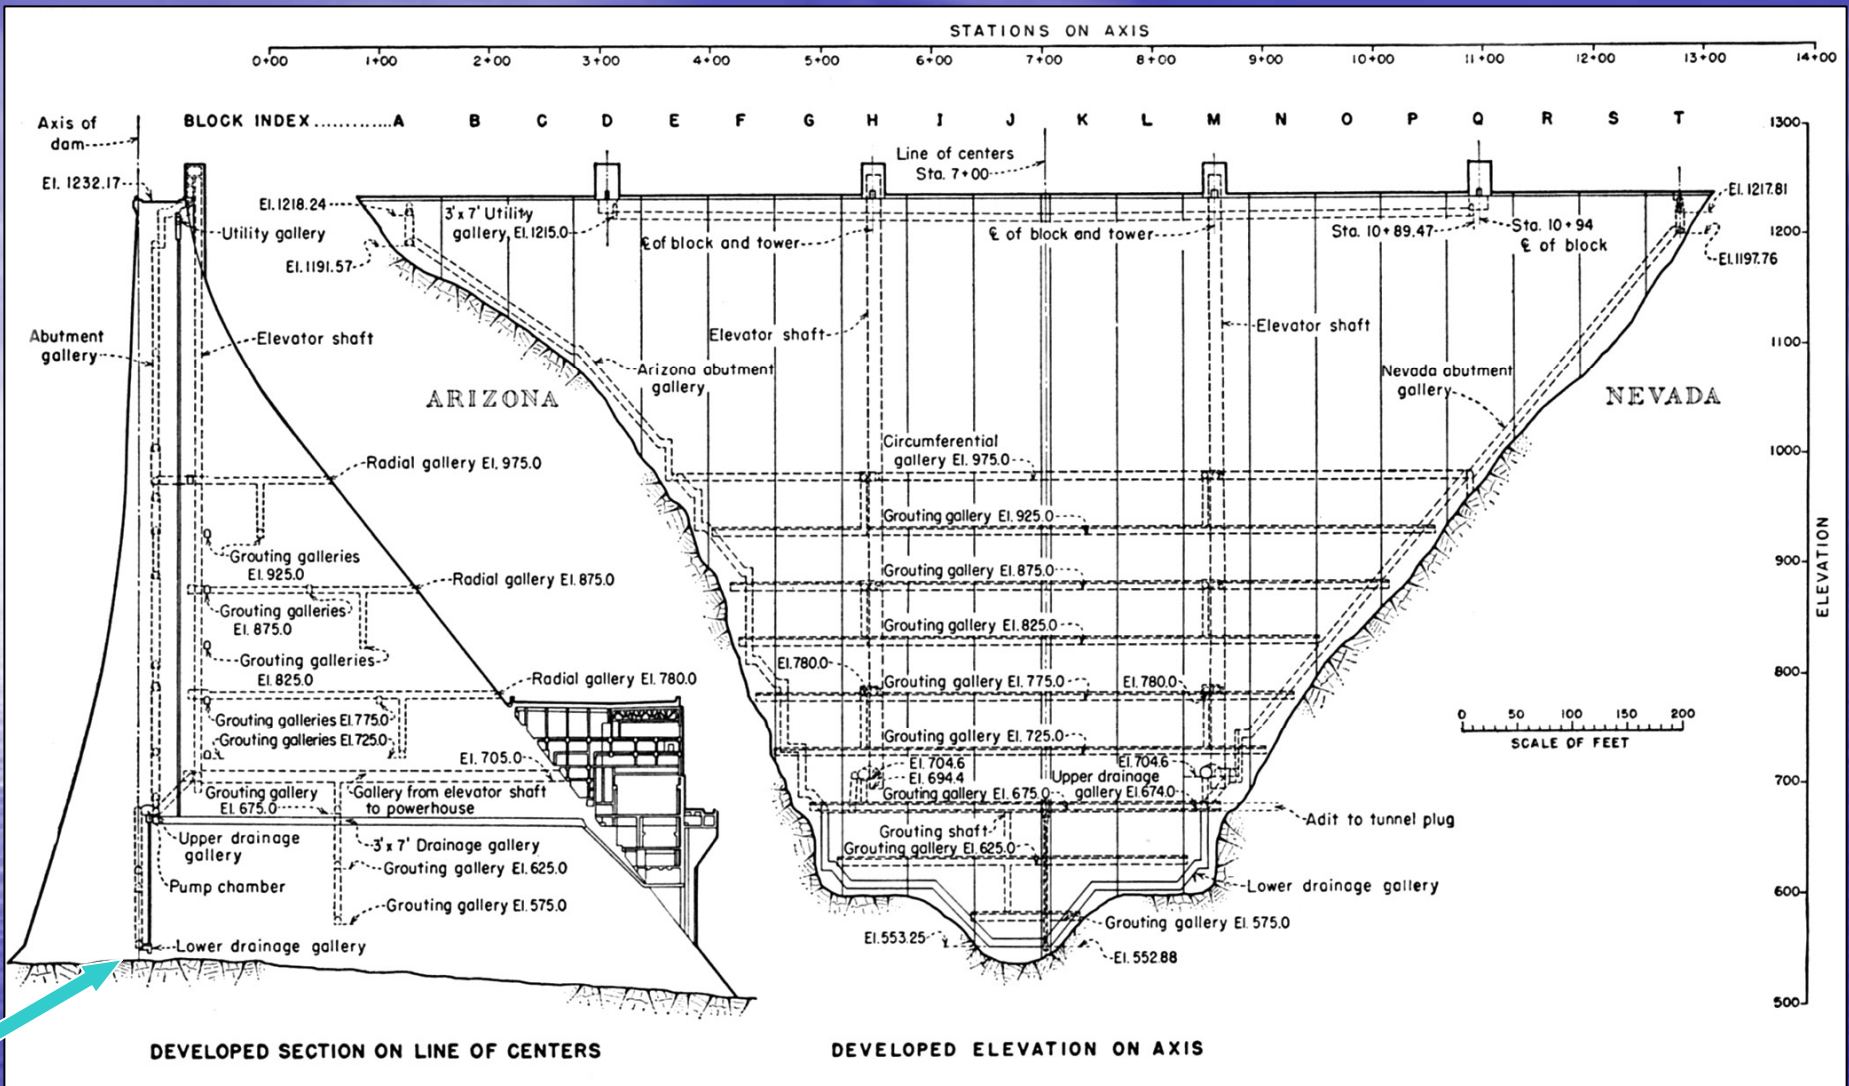 STATIONS ON AXIS
0+00 1+00 2+00 3+00 4+00 5+00 6+00 7+00 8+00 9+00 10+00 11+00 12+00 13+00 14+00
BLOCK INDEX............A B C D E F G H I J K L M N O P Q R S T
Axis of
dam
El. 1232.17
Utility gallery
Abutment
gallery
Elevator shaft
Radial gallery El. 975.0
Grouting galleries
El. 925.0
Radial gallery El. 875.0
Grouting galleries
El. 875.0
Grouting galleries
El. 825.0
Radial gallery El. 780.0
Grouting galleries El. 775.0
Grouting galleries El. 725.0
El. 705.0
Grouting gallery
El. 675.0
Gallery from elevator shaft
to powerhouse
Upper drainage
gallery
3'x 7' Drainage gallery
Grouting gallery El. 625.0
Pump chamber
Grouting gallery El. 575.0
Lower drainage gallery
DEVELOPED SECTION ON LINE OF CENTERS
Line of centers
Sta. 7+00
El. 1218.24
El. 1191.57
3'x 7' Utility
gallery, El. 1215.0
℄ of block and tower
℄ of block and tower
Sta. 10+89.47
Sta. 10+94
℄ of block
El. 1217.81
El. 1197.76
Elevator shaft
Elevator shaft
Arizona abutment
gallery
ARIZONA
Nevada abutment
gallery
NEVADA
Circumferential
gallery El. 975.0
Grouting gallery El. 925.0
Grouting gallery El. 875.0
Grouting gallery El. 825.0
El. 780.0
Grouting gallery El. 775.0
El. 780.0
Grouting gallery El. 725.0
El. 704.6
El. 694.4
El. 704.6
Upper drainage
gallery El. 674.0
Grouting gallery El. 675.0
Adit to tunnel plug
Grouting shaft
Grouting gallery El. 625.0
Lower drainage gallery
Grouting gallery El. 575.0
El. 553.25
El. 552.88
DEVELOPED ELEVATION ON AXIS
0 50 100 150 200
SCALE OF FEET
1300
1200
1100
1000
900
800
700
600
500
ELEVATION